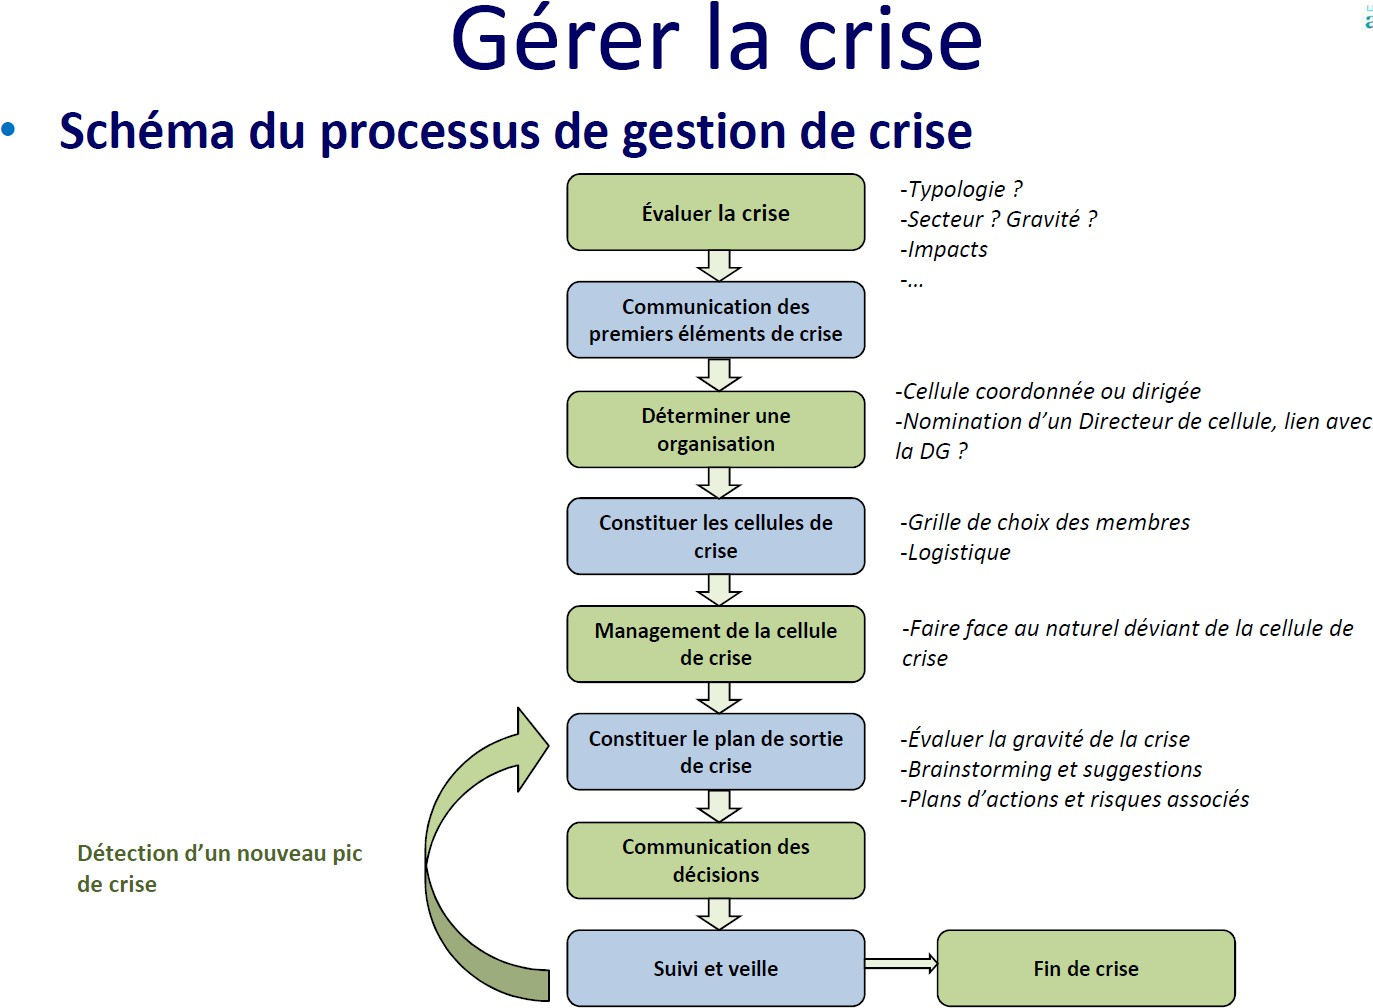 Gérer la crise
• Schéma du processus de gestion de crise
Évaluer la crise
-Typologie ?
-Secteur ? Gravité ?
-Impacts
-...
Communication des
premiers éléments de crise
Déterminer une
organisation
-Cellule coordonnée ou dirigée
-Nomination d'un Directeur de cellule, lien avec
la DG ?
Constituer les cellules de
crise
-Grille de choix des membres
-Logistique
Management de la cellule
de crise
-Faire face au naturel déviant de la cellule de
crise
Constituer le plan de sortie
de crise
-Évaluer la gravité de la crise
-Brainstorming et suggestions
-Plans d'actions et risques associés
Communication des
décisions
Détection d'un nouveau pic
de crise
Suivi et veille
Fin de crise